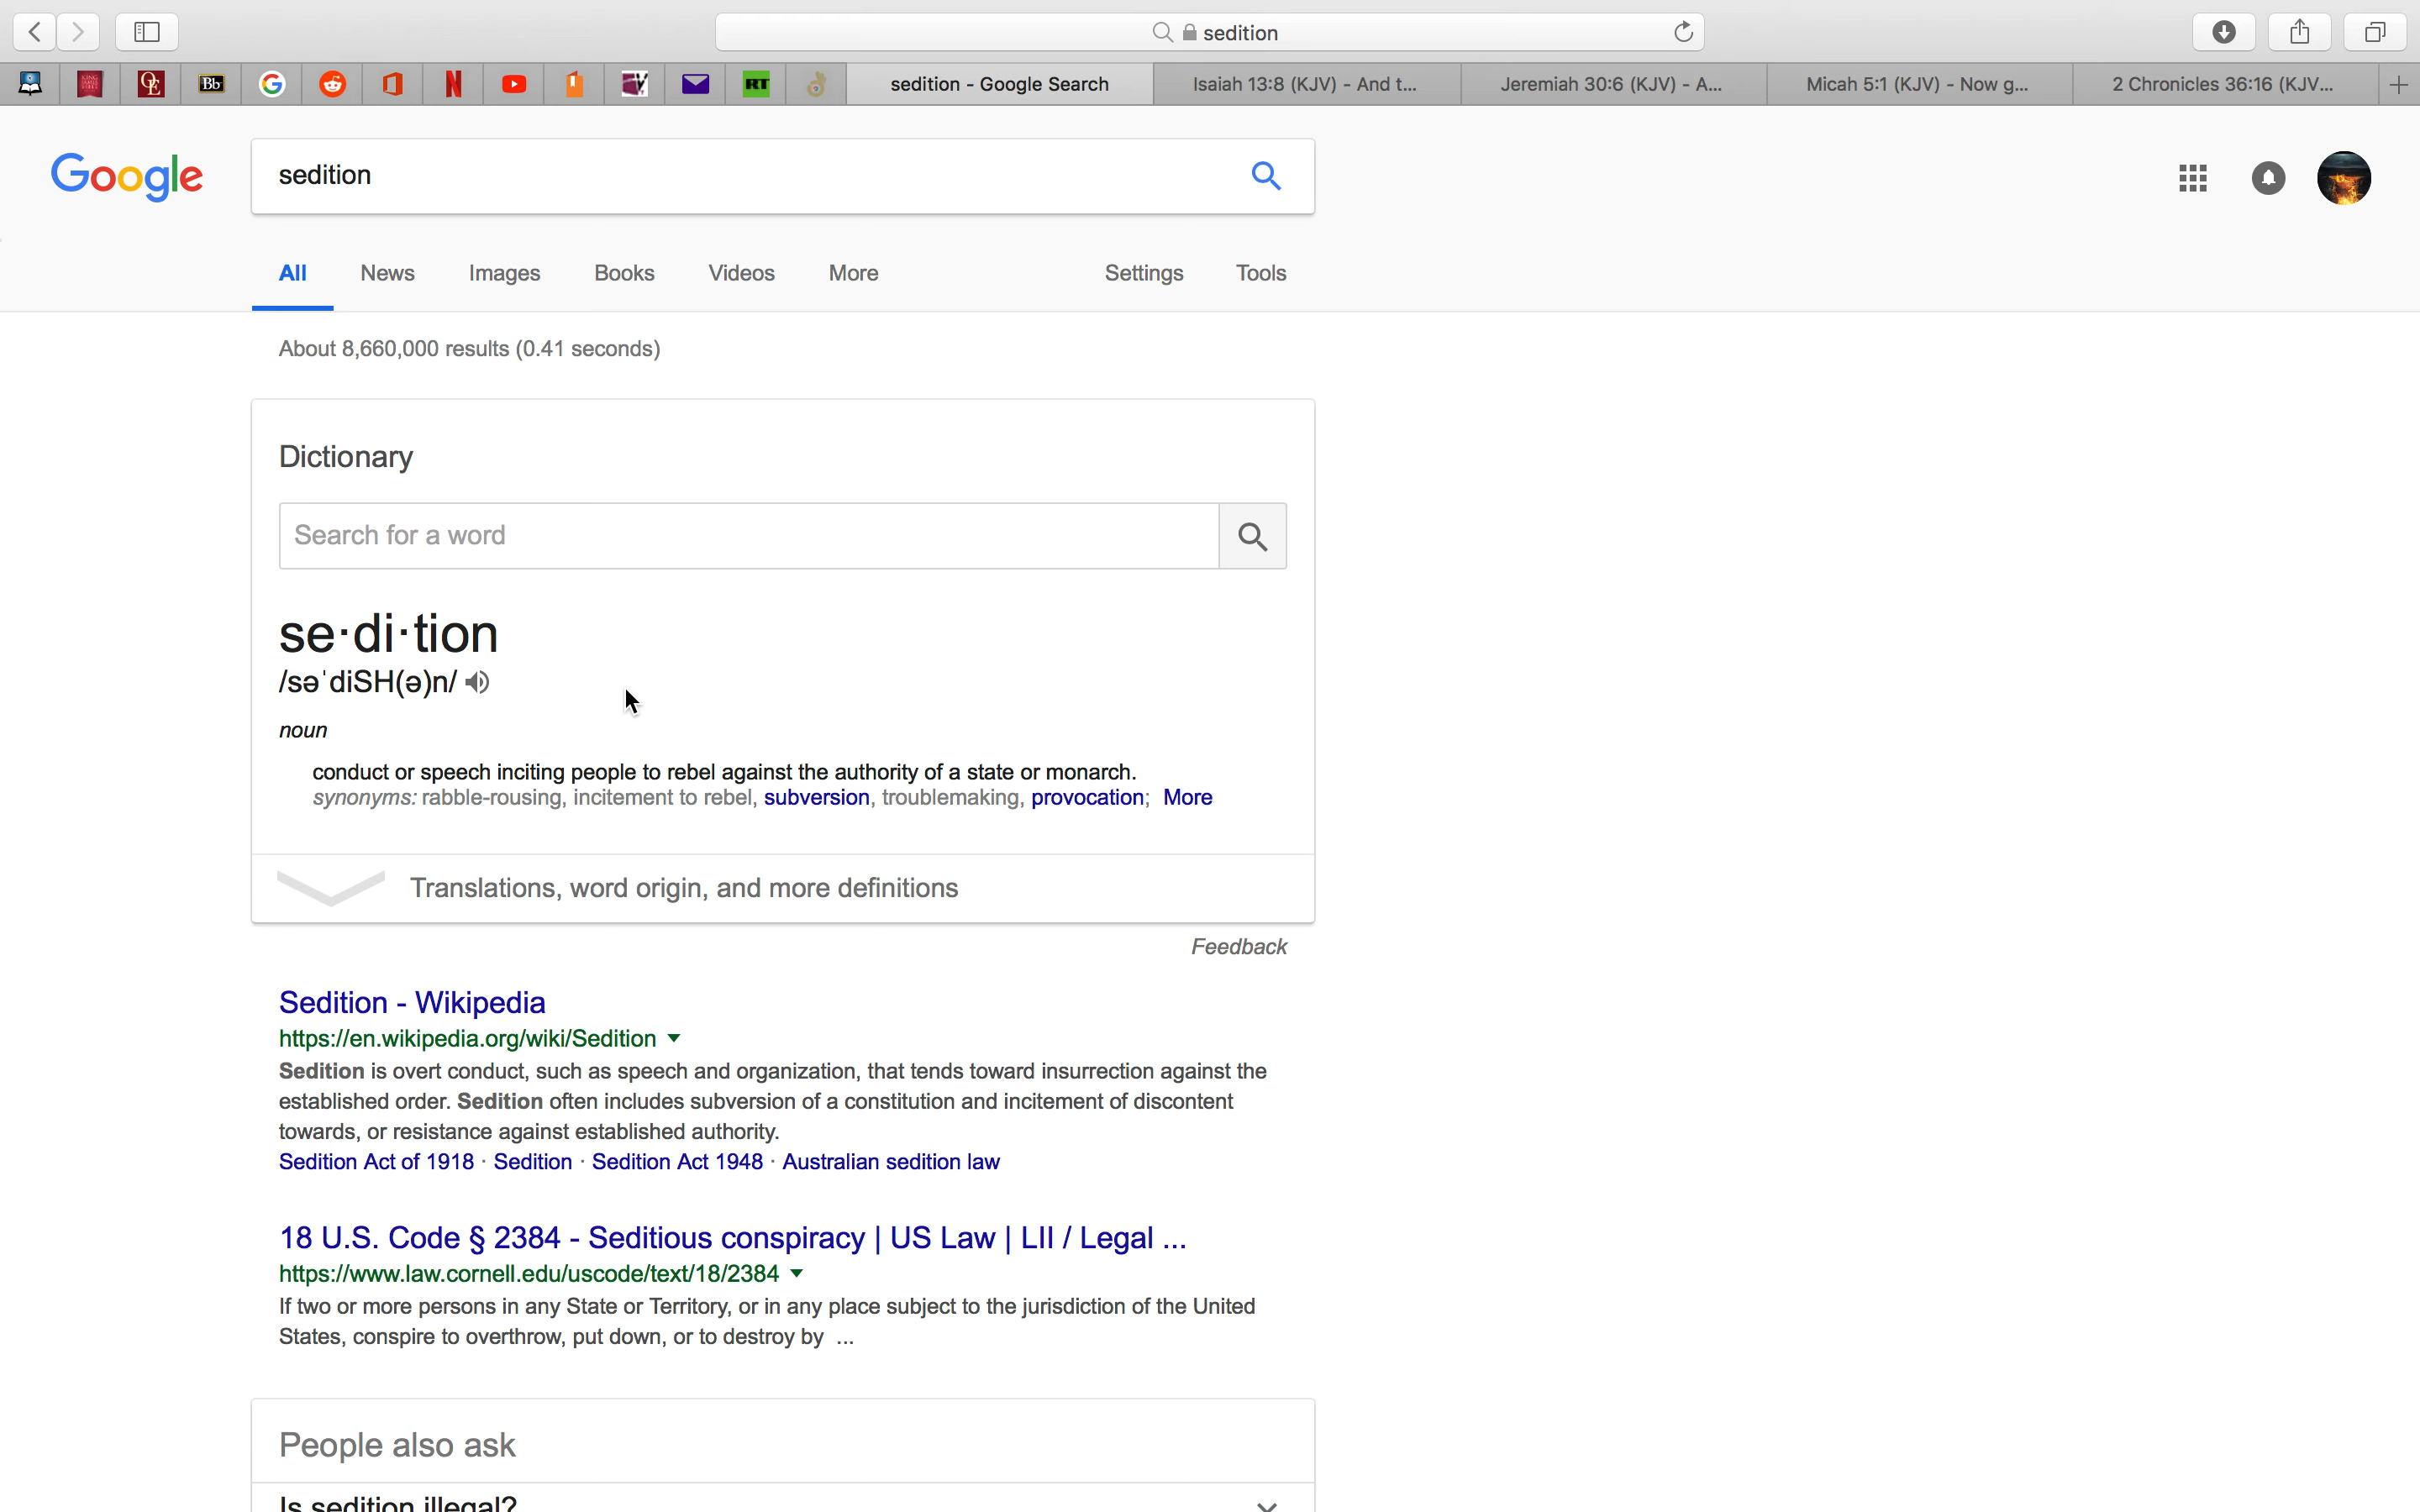 sedition
Bb
RT
sedition - Google Search
Isaiah 13:8 (KJV) - And t...
Jeremiah 30:6 (KJV) - A...
Micah 5:1 (KJV) - Now g...
2 Chronicles 36:16 (KJV...
Google
sedition
All News Images Books Videos More Settings Tools
About 8,660,000 results (0.41 seconds)
Dictionary
Search for a word
se·di·tion
/səˈdiSH(ə)n/
noun
conduct or speech inciting people to rebel against the authority of a state or monarch.
synonyms: rabble-rousing, incitement to rebel, subversion, troublemaking, provocation; More
Translations, word origin, and more definitions
Feedback
Sedition - Wikipedia
https://en.wikipedia.org/wiki/Sedition
Sedition is overt conduct, such as speech and organization, that tends toward insurrection against the
established order. Sedition often includes subversion of a constitution and incitement of discontent
towards, or resistance against established authority.
Sedition Act of 1918 · Sedition · Sedition Act 1948 · Australian sedition law
18 U.S. Code § 2384 - Seditious conspiracy | US Law | LII / Legal ...
https://www.law.cornell.edu/uscode/text/18/2384
If two or more persons in any State or Territory, or in any place subject to the jurisdiction of the United
States, conspire to overthrow, put down, or to destroy by ...
People also ask
Is sedition illegal?